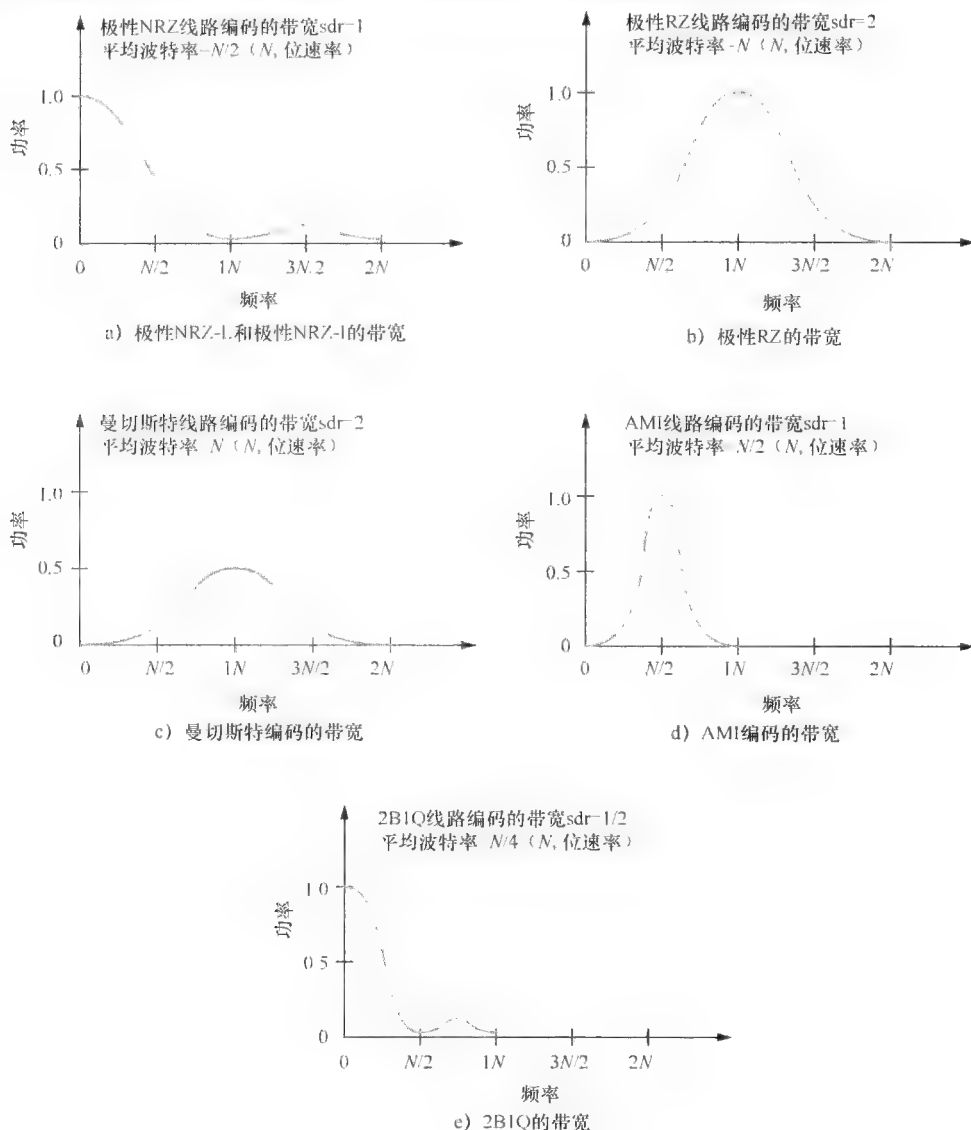 极性NRZ线路编码的带宽sdr=1
平均波特率=N/2（N, 位速率）
功率
1.0
0.5
0
0 N/2 1N 3N/2 2N
频率
a）极性NRZ-L和极性NRZ-I的带宽
极性RZ线路编码的带宽sdr=2
平均波特率=N（N, 位速率）
功率
1.0
0.5
0
0 N/2 1N 3N/2 2N
频率
b）极性RZ的带宽
曼切斯特线路编码的带宽sdr=2
平均波特率 N（N, 位速率）
功率
1.0
0.5
0
0 N/2 1N 3N/2 2N
频率
c）曼切斯特编码的带宽
AMI线路编码的带宽sdr=1
平均波特率 N/2（N, 位速率）
功率
1.0
0.5
0
0 N/2 1N 3N/2 2N
频率
d）AMI编码的带宽
2B1Q线路编码的带宽sdr=1/2
平均波特率 N/4（N, 位速率）
功率
1.0
0.5
0
0 N/2 1N 3N/2 2N
频率
e）2B1Q的带宽